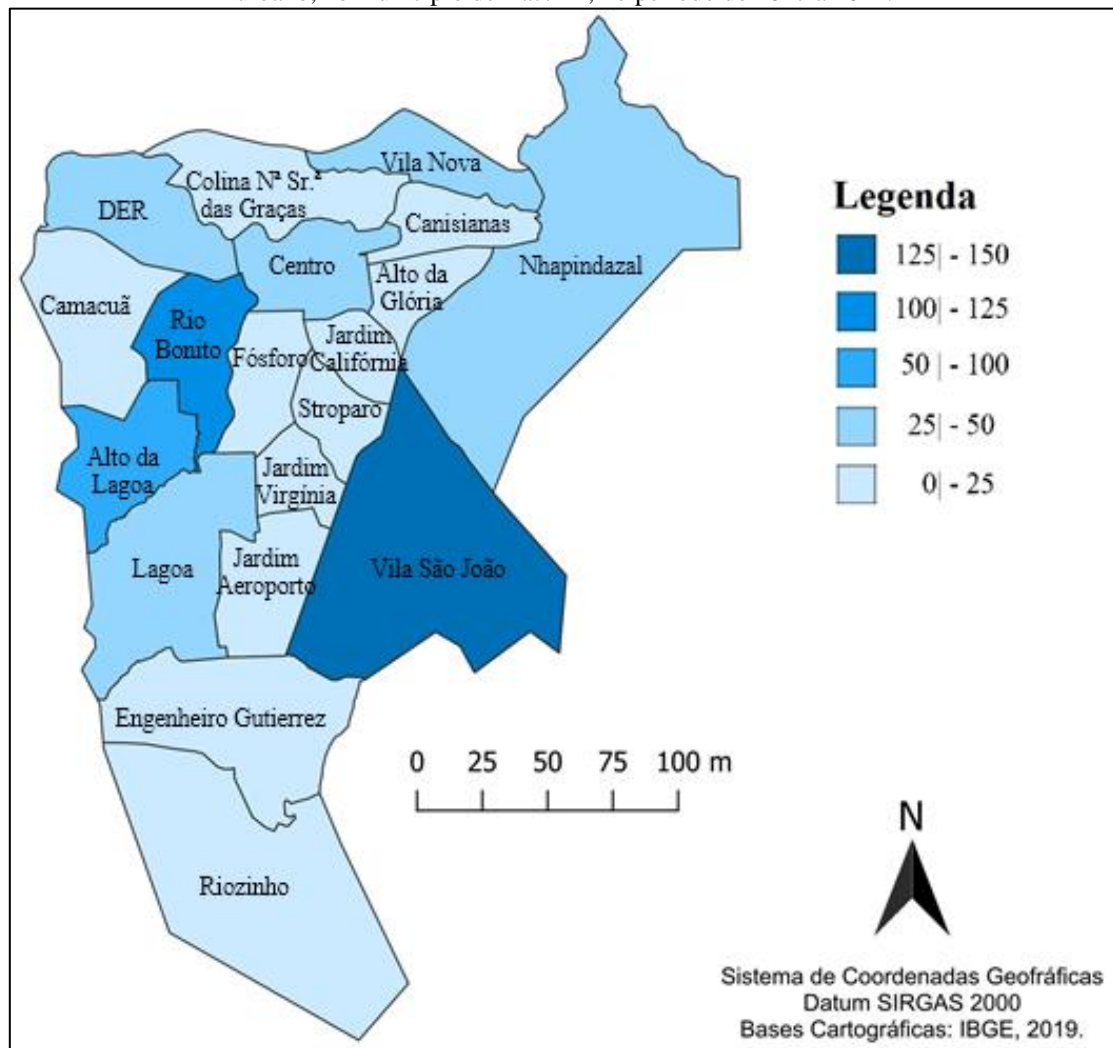 Vila Nova
Colina Nª Sr.ª
das Graças
DER
Canisianas
Centro
Nhapindazal
Alto da
Glória
Camacuã
Rio
Bonito
Jardim
Califórnia
Fósforo
Stroparo
Alto da
Lagoa
Jardim
Virgínia
Lagoa
Jardim
Aeroporto
Vila São João
Engenheiro Gutierrez
Riozinho
Legenda
125| - 150
100| - 125
50| - 100
25| - 50
0| - 25
0 25 50 75 100 m
N
Sistema de Coordenadas Geofráficas
Datum SIRGAS 2000
Bases Cartográficas: IBGE, 2019.